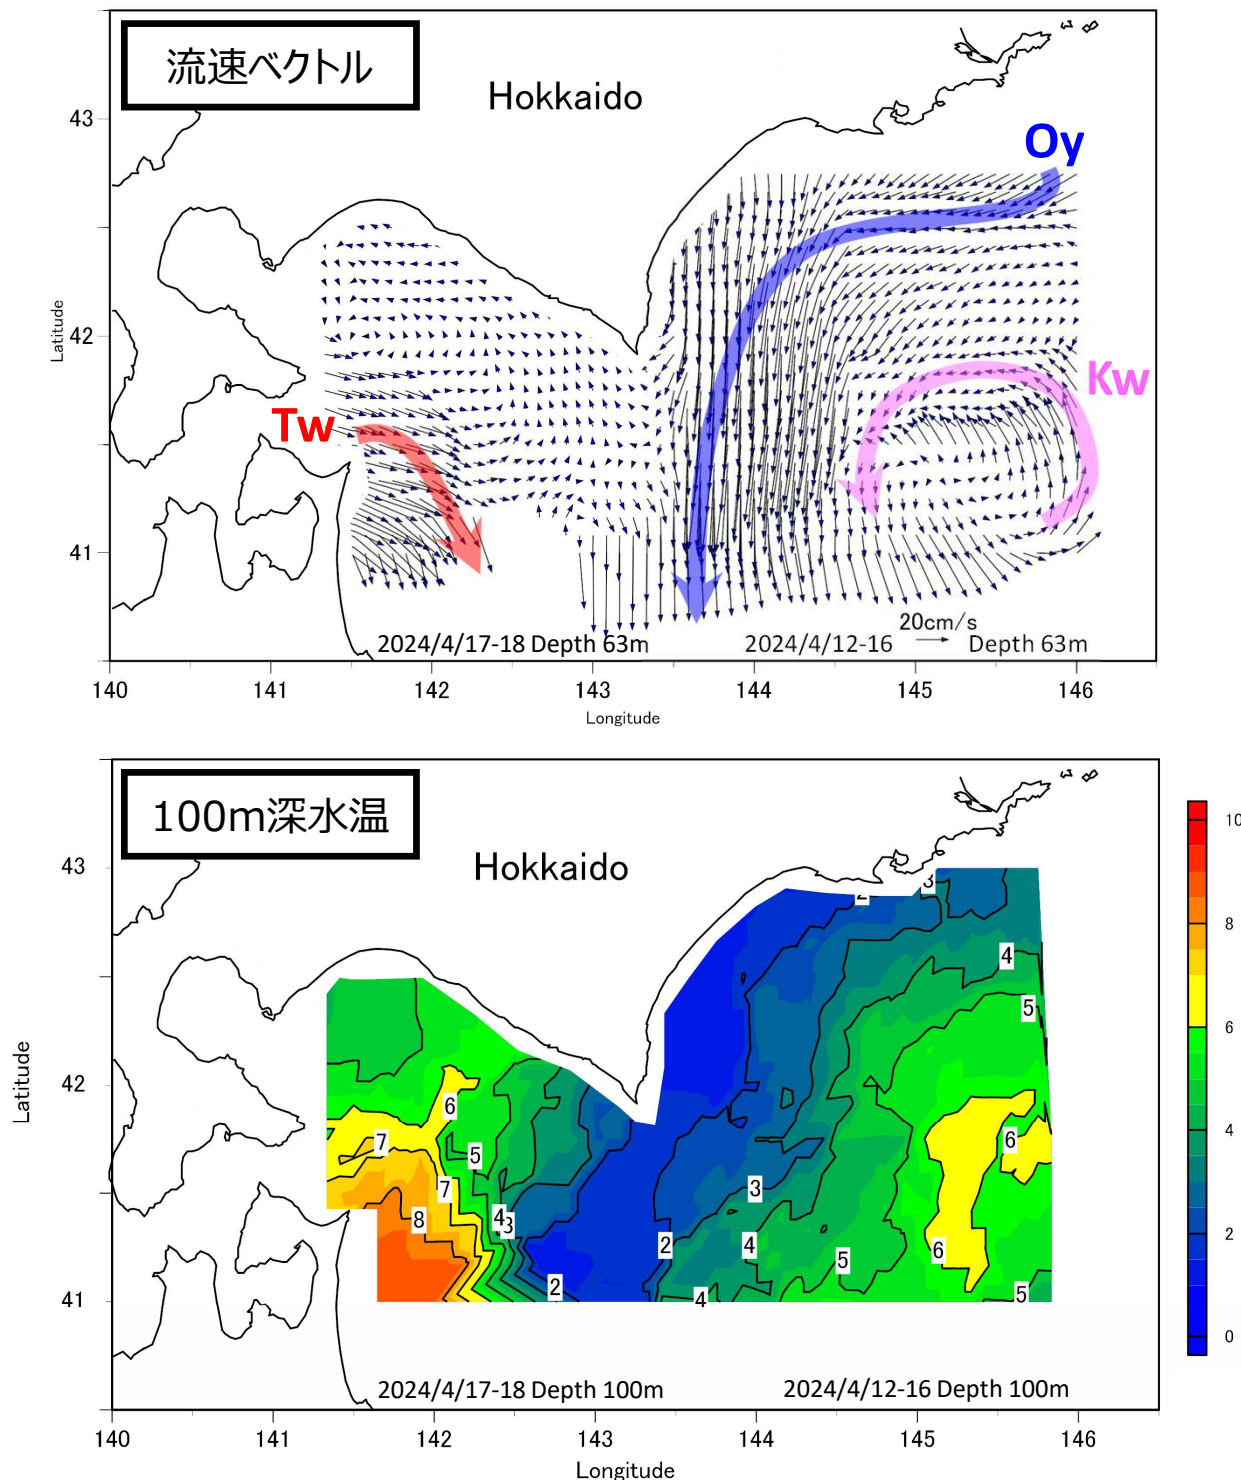 流速ベクトル
Hokkaido
Oy
Kw
Tw
43
42
41
Latitude
20cm/s
2024/4/17-18 Depth 63m
2024/4/12-16
Depth 63m
140 141 142 143 144 145 146
Longitude
100m深水温
Hokkaido
43
42
41
Latitude
2
3
4
5
6
6
7
5
7
8
4
3
3
2
4
5
6
2
4
5
10
8
6
4
2
0
2024/4/17-18 Depth 100m
2024/4/12-16 Depth 100m
140 141 142 143 144 145 146
Longitude